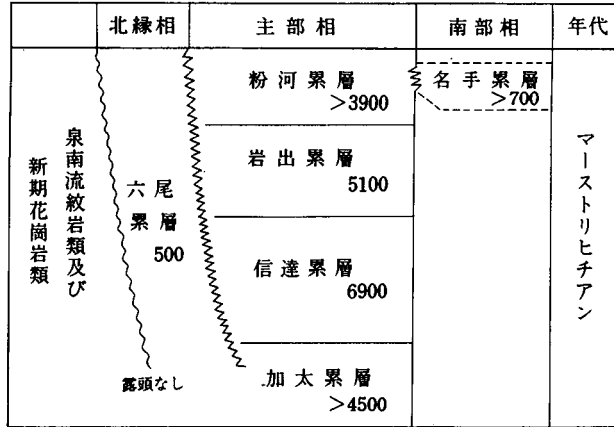 北縁相
主部相
南部相
年代
泉南流紋岩類及び
新期花崗岩類
六尾
累層
500
露頭なし
粉河累層
>3900
岩出累層
5100
信達累層
6900
加太累層
>4500
名手累層
>700
マーストリヒチアン